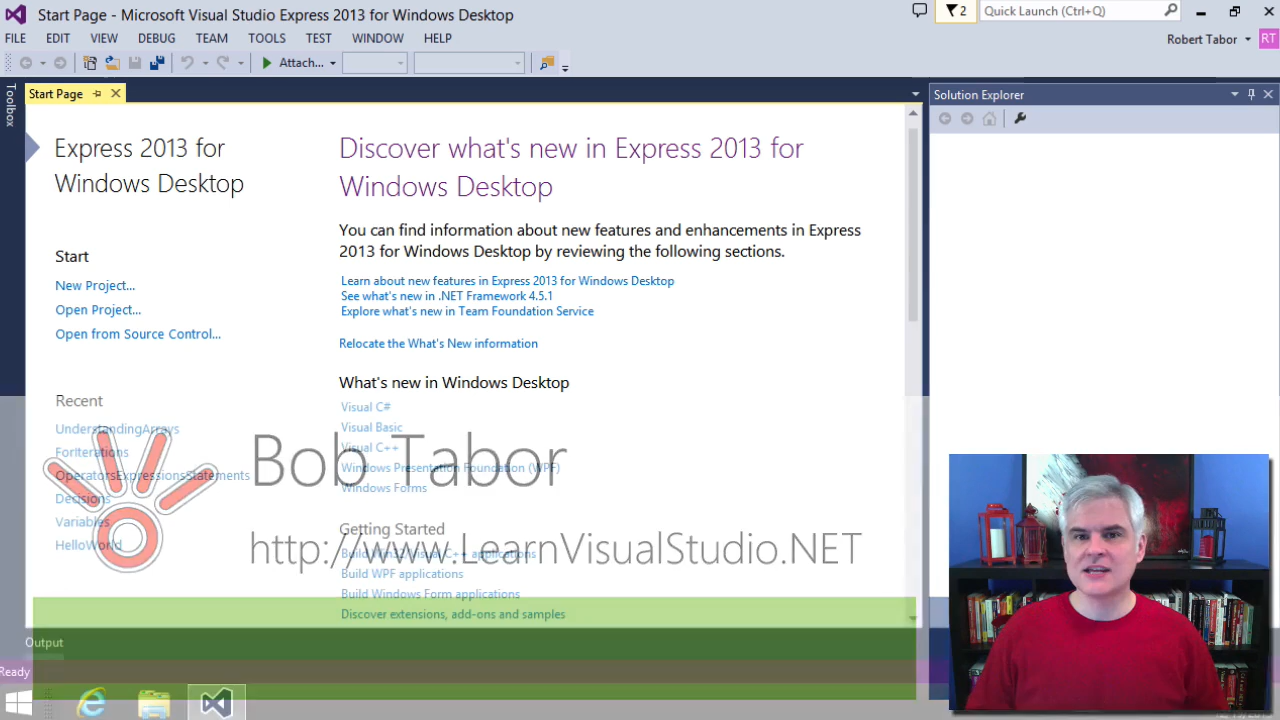 Start Page - Microsoft Visual Studio Express 2013 for Windows Desktop
2
Quick Launch (Ctrl+Q)
FILE EDIT VIEW DEBUG TEAM TOOLS TEST WINDOW HELP
Robert Tabor
RT
Attach...
Toolbox
Start Page
Solution Explorer
Express 2013 for
Windows Desktop
Start
New Project...
Open Project...
Open from Source Control...
Recent
UnderstandingArrays
ForIterations
OperatorsExpressionsStatements
Decisions
Variables
HelloWorld
Discover what's new in Express 2013 for
Windows Desktop
You can find information about new features and enhancements in Express
2013 for Windows Desktop by reviewing the following sections.
Learn about new features in Express 2013 for Windows Desktop
See what's new in .NET Framework 4.5.1
Explore what's new in Team Foundation Service
Relocate the What's New information
What's new in Windows Desktop
Visual C#
Visual Basic
Visual C++
Windows Presentation Foundation (WPF)
Windows Forms
Getting Started
Build Win32/Visual C++ applications
Build WPF applications
Build Windows Form applications
Discover extensions, add-ons and samples
Bob Tabor
http://www.LearnVisualStudio.NET
Output
Ready